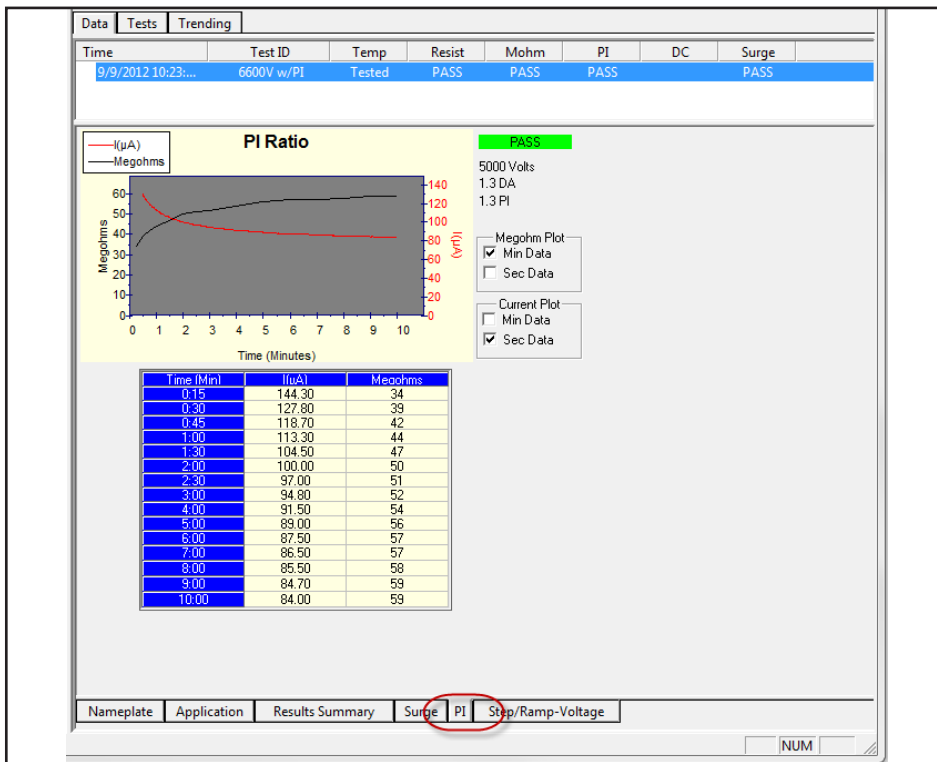 Data Tests Trending
Time Test ID Temp Resist Mohm PI DC Surge
9/9/2012 10:23:... 6600V w/PI Tested PASS PASS PASS PASS
I(µA)
Megohms
PI Ratio
PASS
5000 Volts
1.3 DA
1.3 PI
60
50
40
30
20
10
0
Megohms
140
120
100
80
60
40
20
0
I(µA)
0 1 2 3 4 5 6 7 8 9 10
Time (Minutes)
Megohm Plot
Min Data
Sec Data
Current Plot
Min Data
Sec Data
Time (Min) I(uA) Megohms
0:15 144.30 34
0:30 127.80 39
0:45 118.70 42
1:00 113.30 44
1:30 104.50 47
2:00 100.00 50
2:30 97.00 51
3:00 94.80 52
4:00 91.50 54
5:00 89.00 56
6:00 87.50 57
7:00 86.50 57
8:00 85.50 58
9:00 84.70 59
10:00 84.00 59
Nameplate Application Results Summary Surge PI Step/Ramp-Voltage
NUM